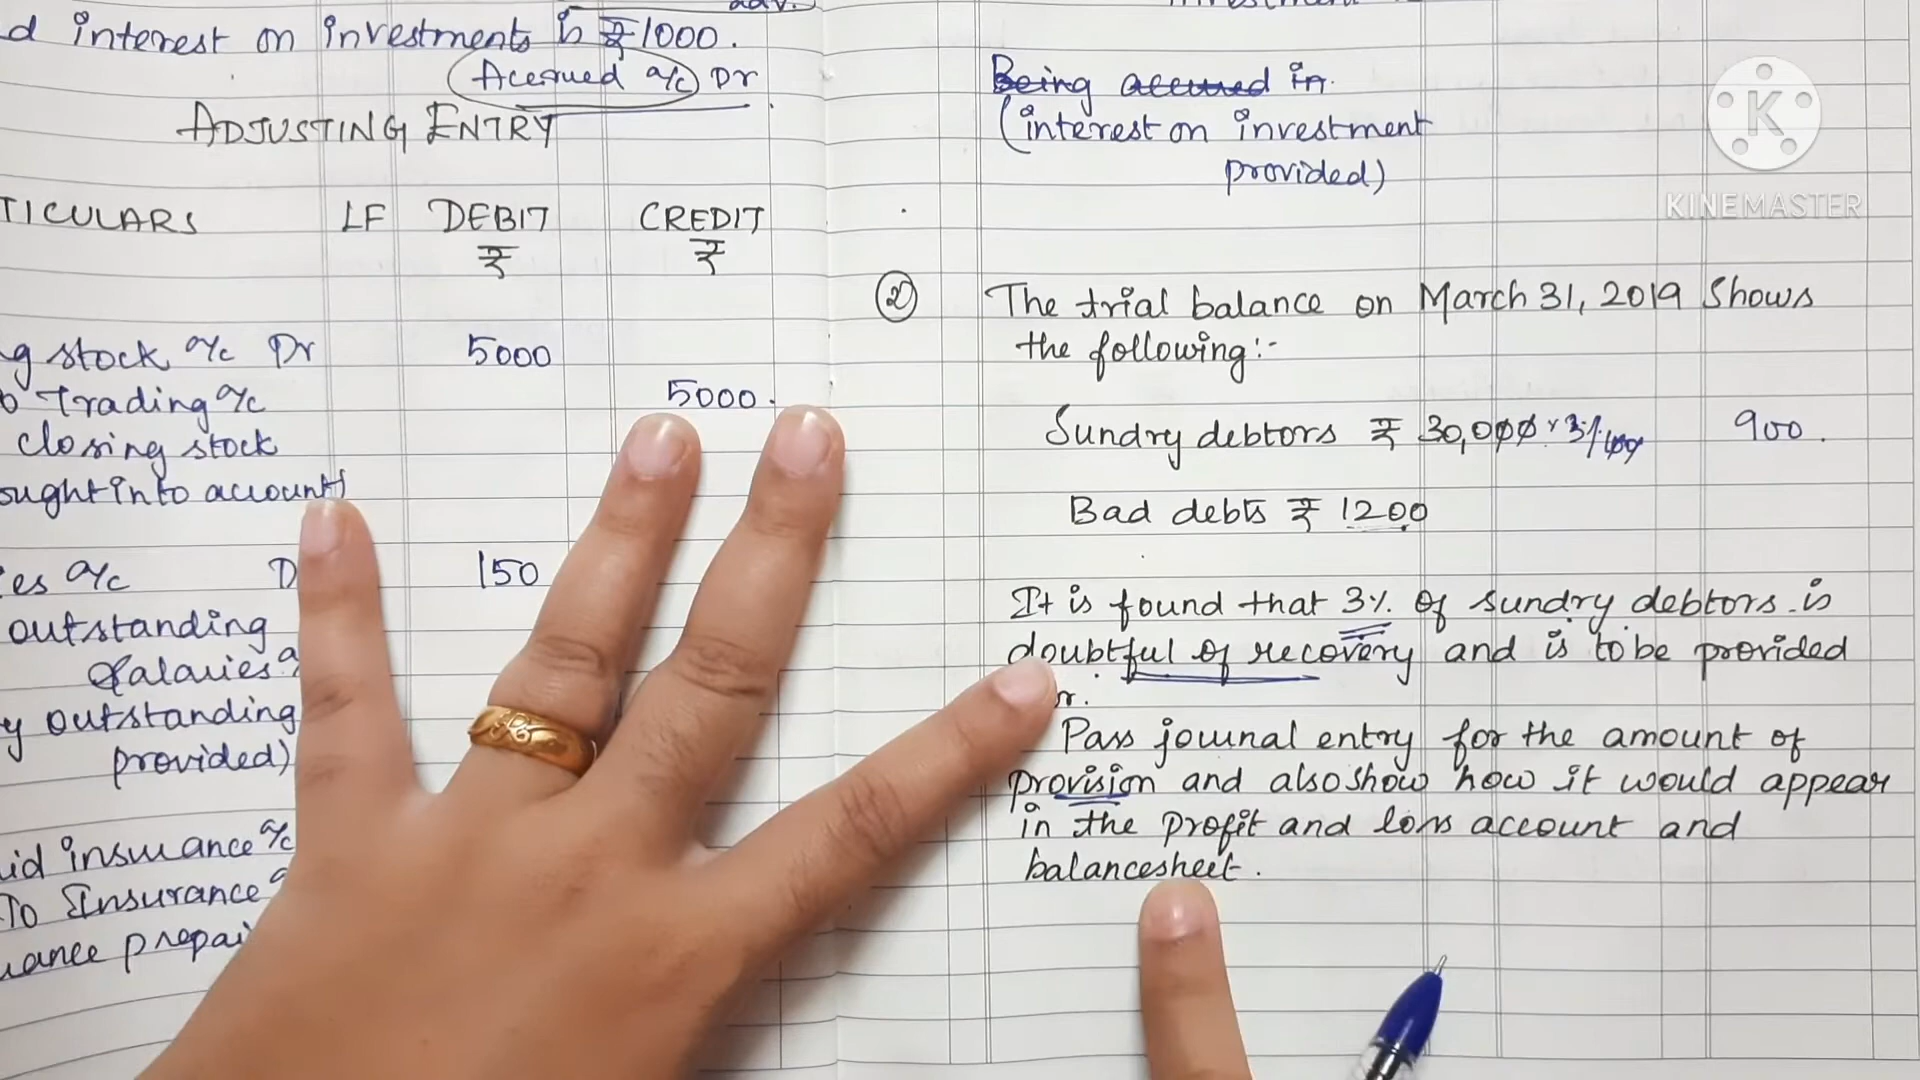 d interest on investments is ₹1000.
Accrued a/c Dr
ADJUSTING ENTRY
TICULARS LF DEBIT CREDIT
₹ ₹
g stock a/c Dr 5000
o Trading a/c 5000.
closing stock
ought into account)
es a/c D 150
outstanding
Salaries a
y outstanding
provided)
id insurance a/c
To Insurance a
uance prepai
Being accrued in.
(interest on investment
provided)
K
KINEMASTER
② The trial balance on March 31, 2019 Shows
the following:-
Sundry debtors ₹ 30,000 × 3/100 900.
Bad debts ₹ 1200
It is found that 3% of sundry debtors is
doubtful of recovery and is to be provided
r.
Pass journal entry for the amount of
provision and also show how it would appear
in the profit and loss account and
balancesheet.